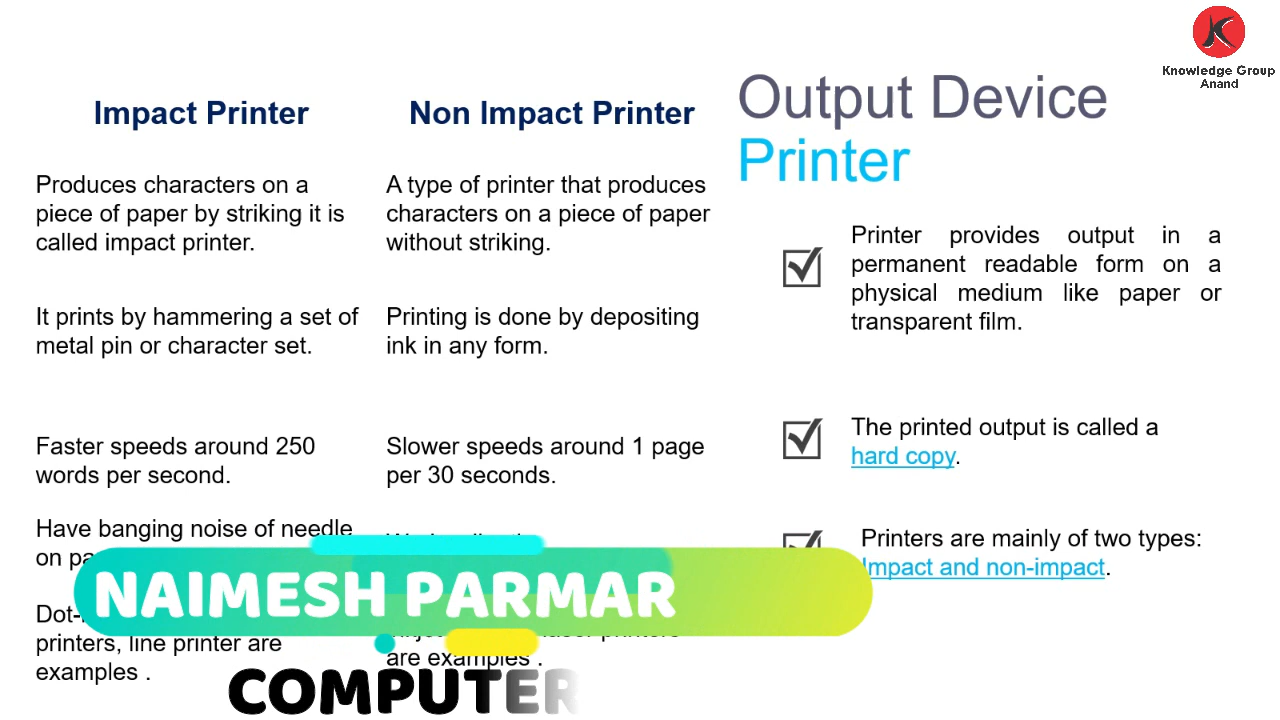 Knowledge Group
Anand
Output Device
Printer
Impact Printer
Non Impact Printer
Produces characters on a
piece of paper by striking it is
called impact printer.
A type of printer that produces
characters on a piece of paper
without striking.
It prints by hammering a set of
metal pin or character set.
Printing is done by depositing
ink in any form.
Faster speeds around 250
words per second.
Slower speeds around 1 page
per 30 seconds.
Have banging noise of needle
on
Dot-
printers, line printer are
examples .
printers
are examples .
Printer provides output in a
permanent readable form on a
physical medium like paper or
transparent film.
The printed output is called a
hard copy.
Printers are mainly of two types:
Impact and non-impact.
NAIMESH PARMAR
COMPUTER